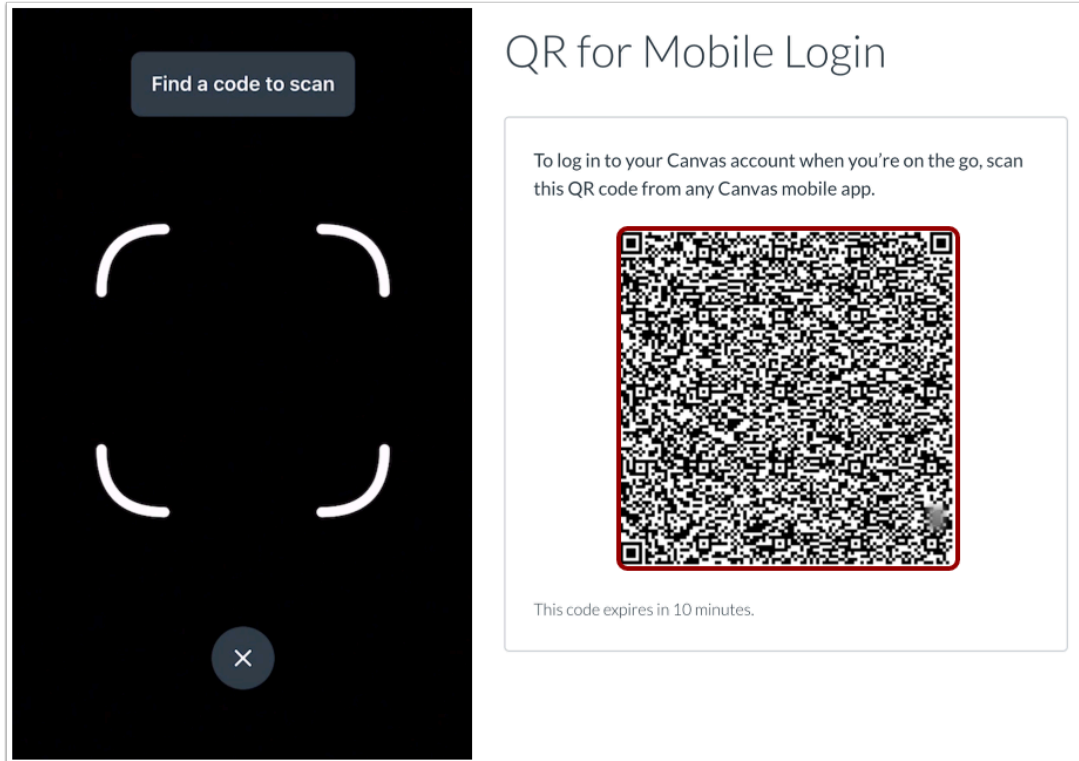 Find a code to scan
QR for Mobile Login
To log in to your Canvas account when you're on the go, scan
this QR code from any Canvas mobile app.
This code expires in 10 minutes.